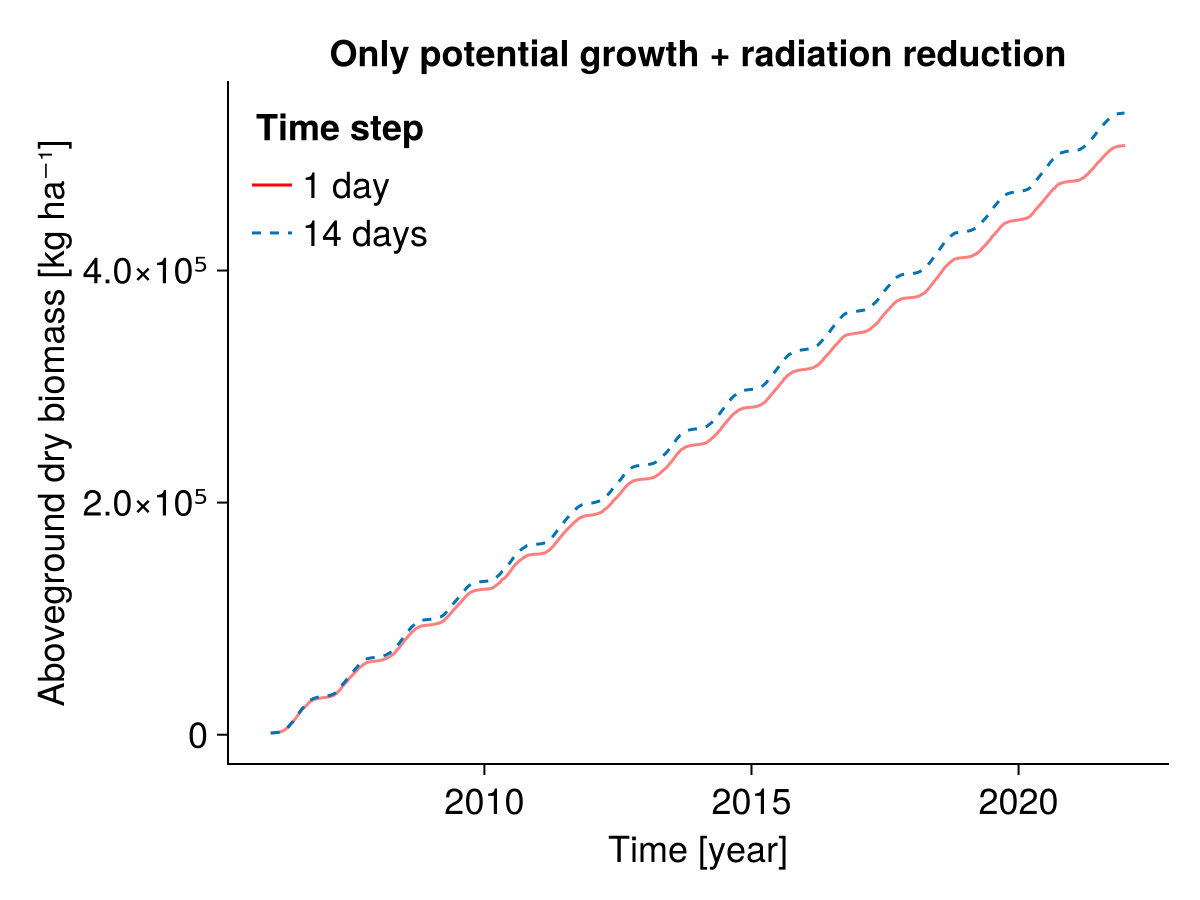 Only potential growth + radiation reduction
Time step
1 day
14 days
Aboveground dry biomass [kg ha⁻¹]
4.0×10⁵
2.0×10⁵
0
2010
2015
2020
Time [year]